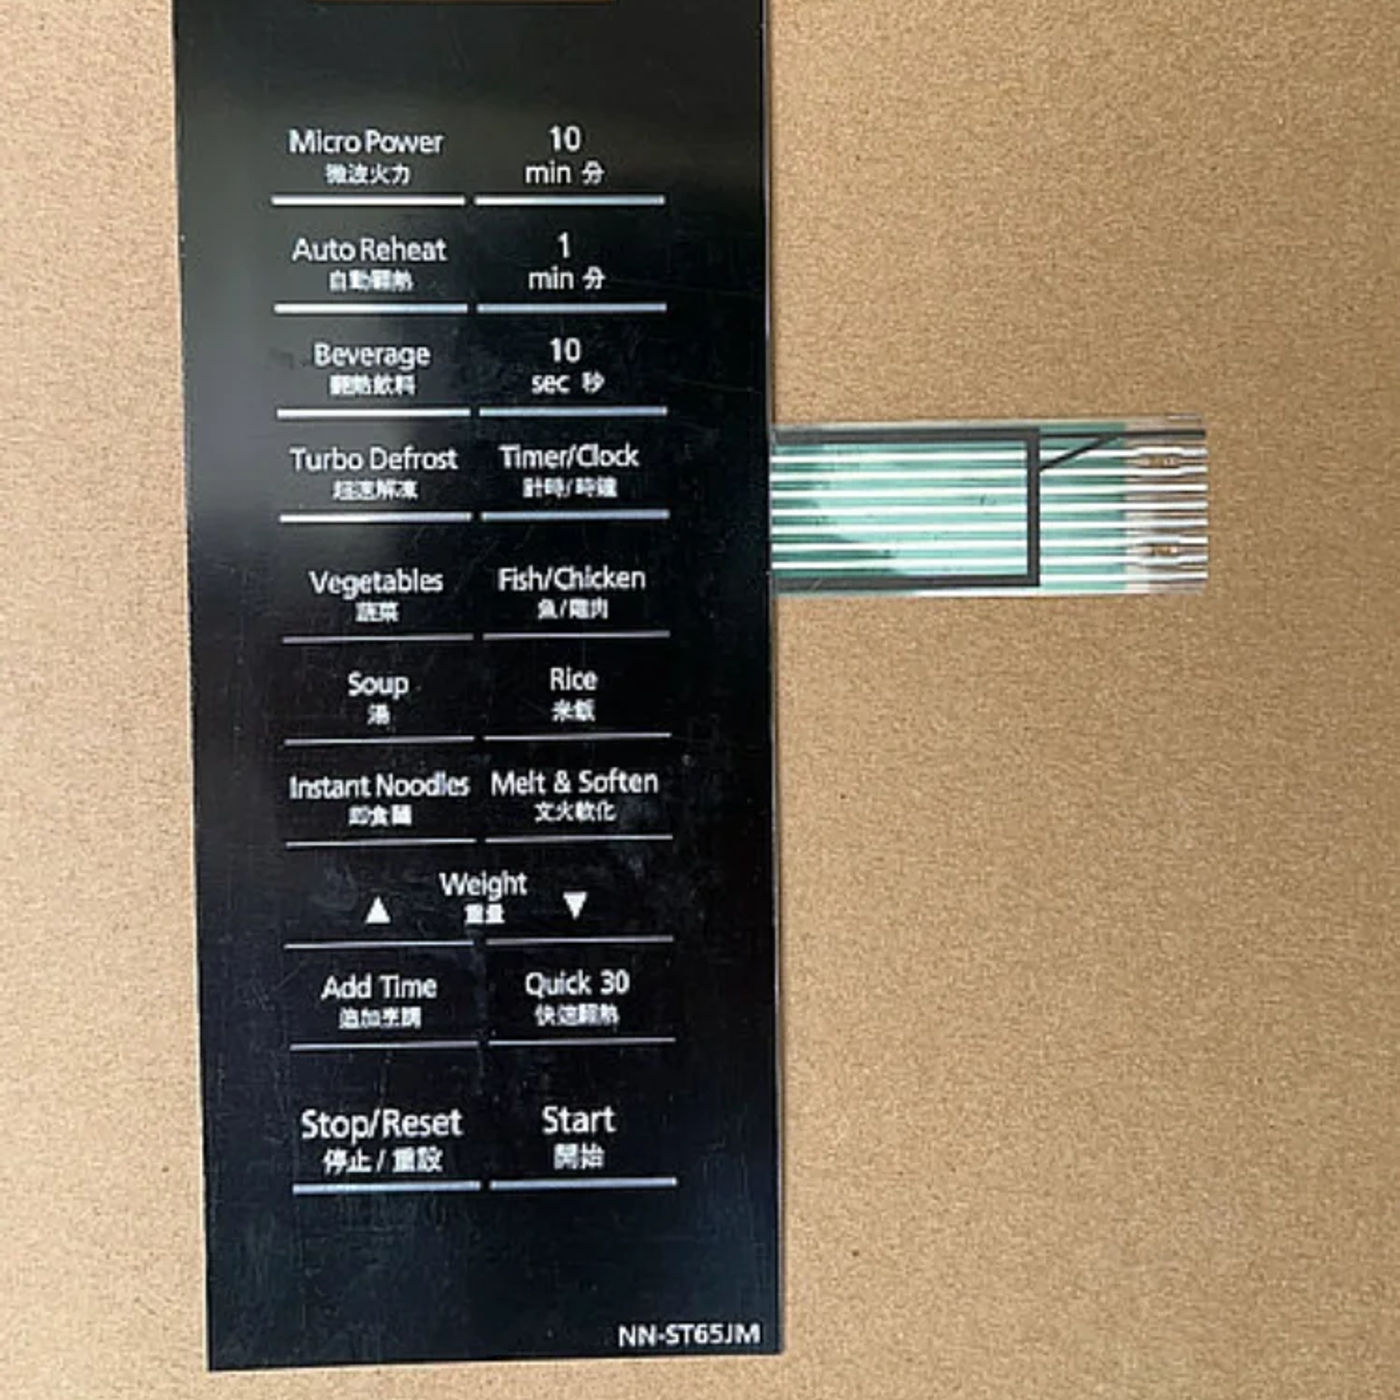 Micro Power
微波火力
10
min 分
Auto Reheat
自動翻熱
1
min 分
Beverage
翻熱飲料
10
sec 秒
Turbo Defrost
超速解凍
Timer/Clock
計時/時鐘
Vegetables
蔬菜
Fish/Chicken
魚/雞肉
Soup
湯
Rice
米飯
Instant Noodles
即食麵
Melt & Soften
文火軟化
Weight
重量
▲
▼
Add Time
追加烹調
Quick 30
快速翻熱
Stop/Reset
停止/重設
Start
開始
NN-ST65JM